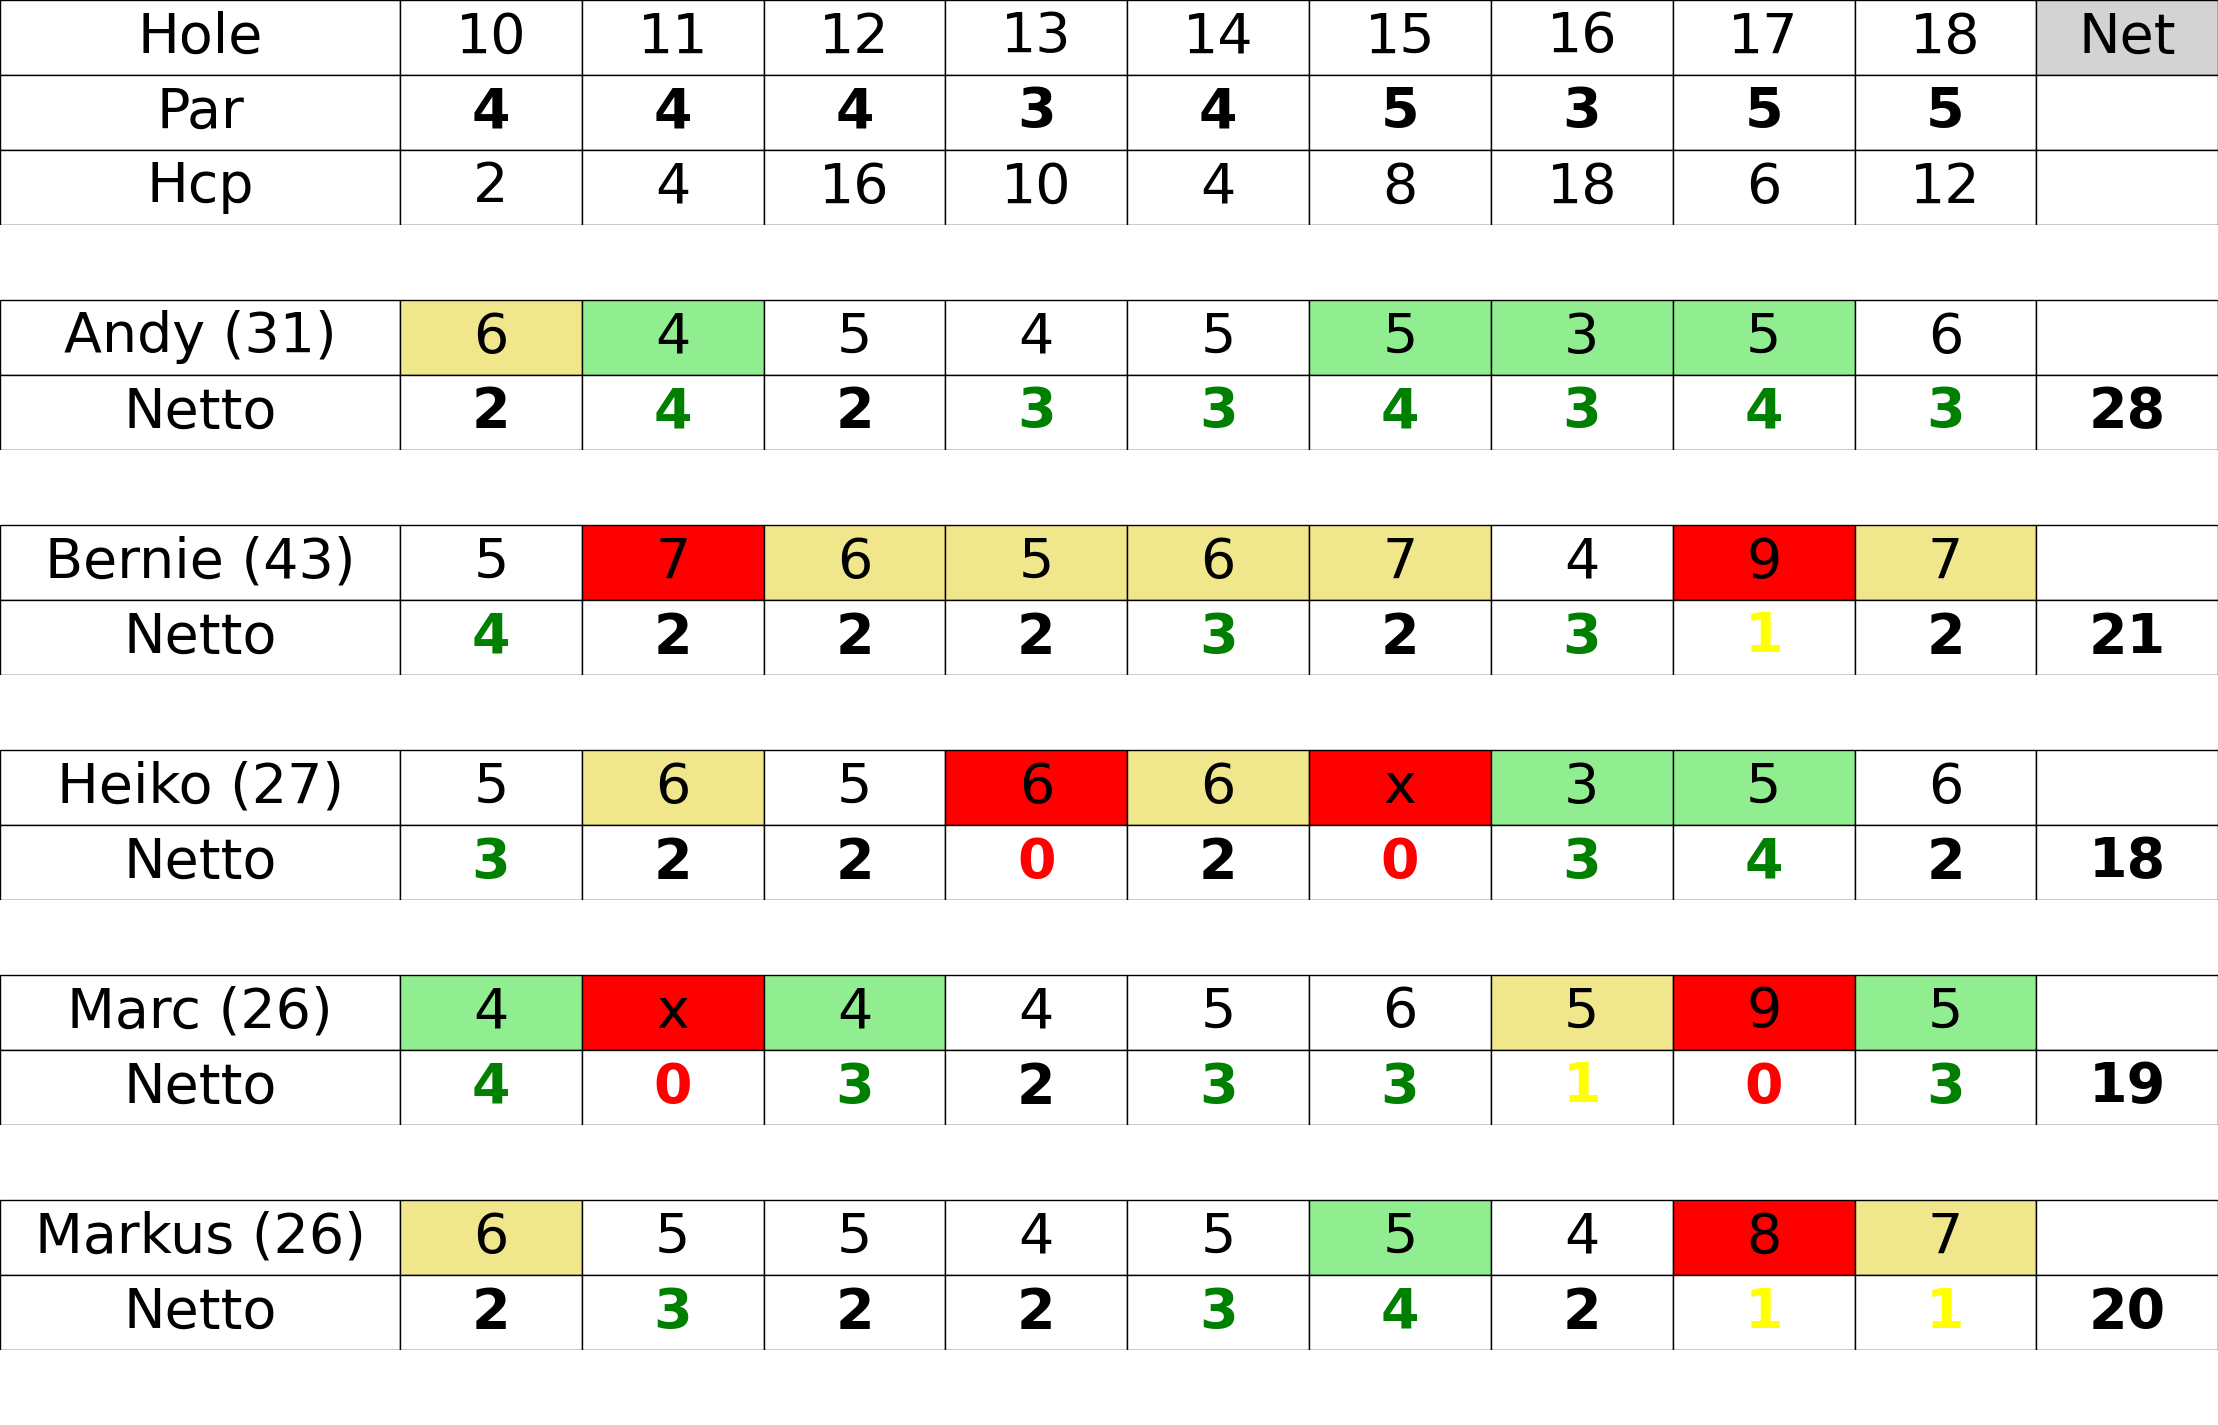 Hole 10 11 12 13 14 15 16 17 18 Net
Par 4 4 4 3 4 5 3 5 5
Hcp 2 4 16 10 4 8 18 6 12
Andy (31) 6 4 5 4 5 5 3 5 6
Netto 2 4 2 3 3 4 3 4 3 28
Bernie (43) 5 7 6 5 6 7 4 9 7
Netto 4 2 2 2 3 2 3 1 2 21
Heiko (27) 5 6 5 6 6 x 3 5 6
Netto 3 2 2 0 2 0 3 4 2 18
Marc (26) 4 x 4 4 5 6 5 9 5
Netto 4 0 3 2 3 3 1 0 3 19
Markus (26) 6 5 5 4 5 5 4 8 7
Netto 2 3 2 2 3 4 2 1 1 20